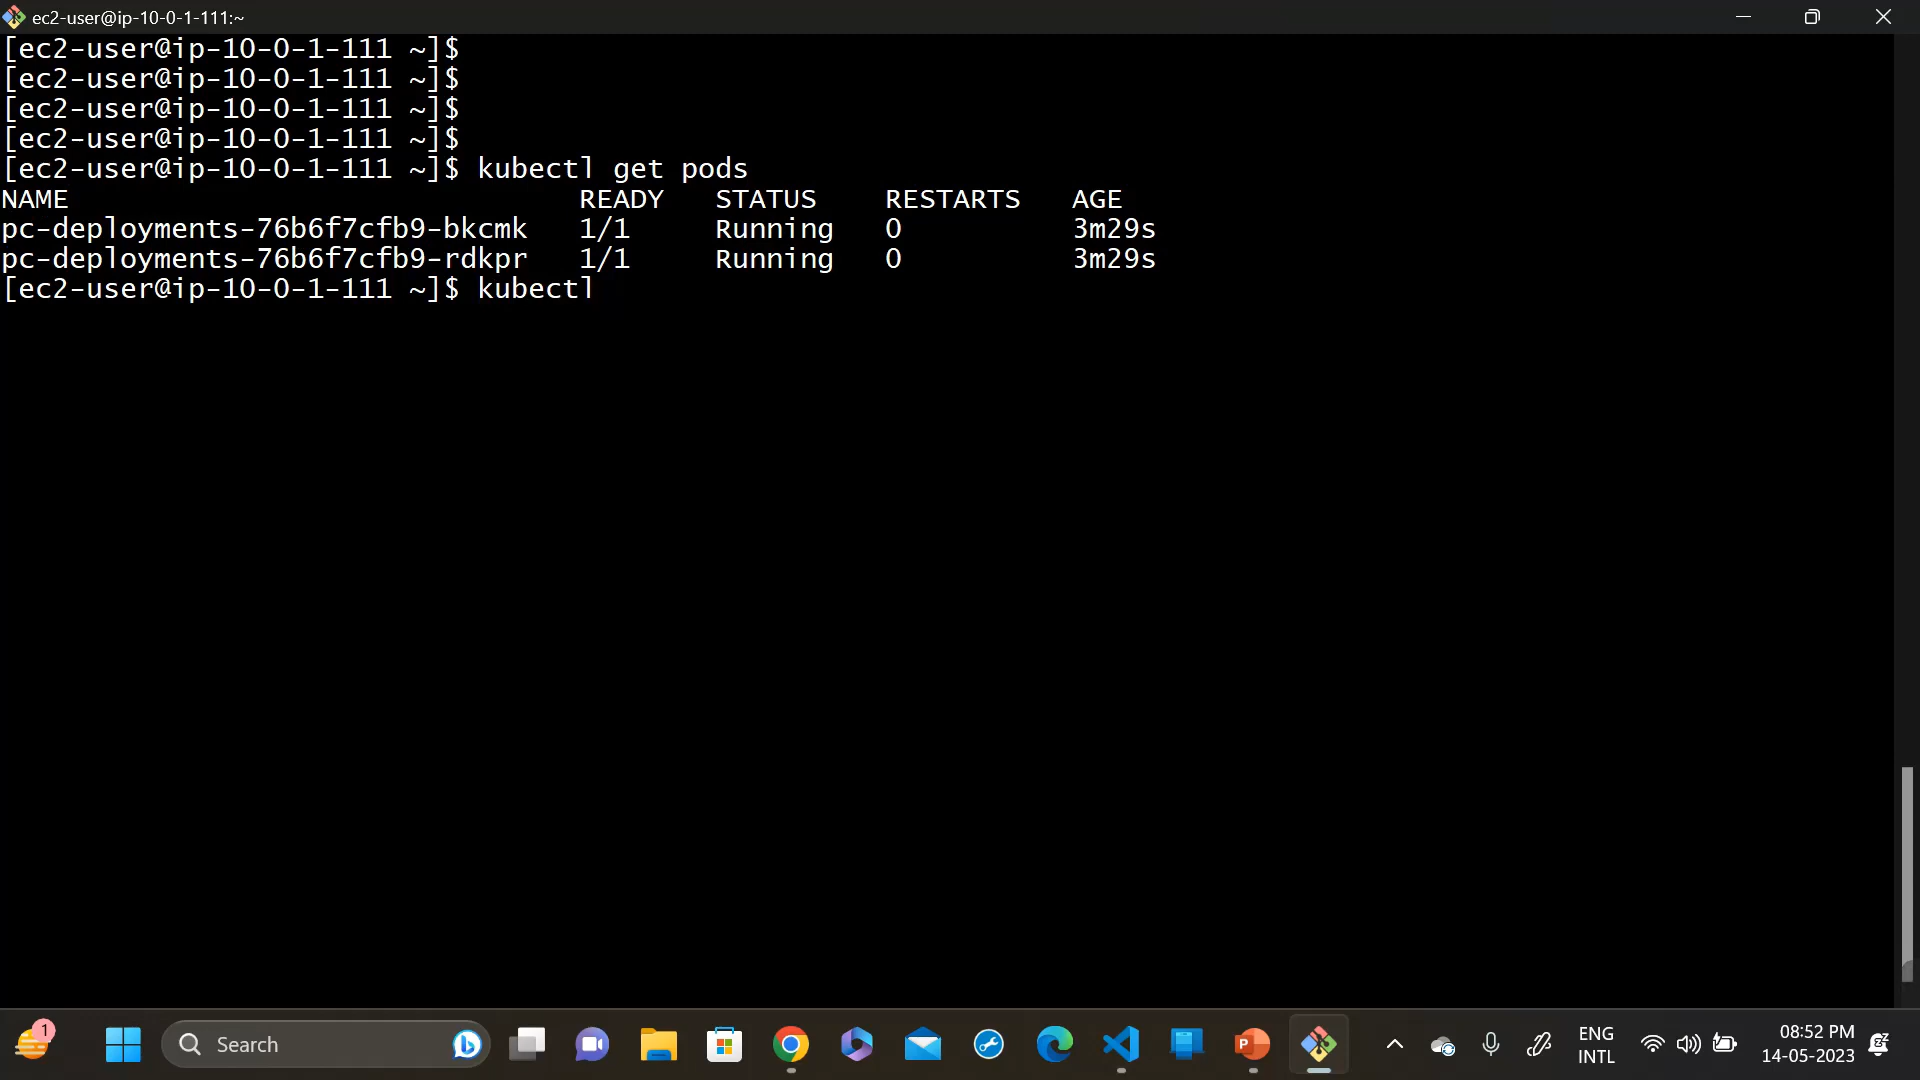 ec2-user@ip-10-0-1-111:~
[ec2-user@ip-10-0-1-111 ~]$
[ec2-user@ip-10-0-1-111 ~]$
[ec2-user@ip-10-0-1-111 ~]$
[ec2-user@ip-10-0-1-111 ~]$
[ec2-user@ip-10-0-1-111 ~]$ kubectl get pods
NAME READY STATUS RESTARTS AGE
pc-deployments-76b6f7cfb9-bkcmk 1/1 Running 0 3m29s
pc-deployments-76b6f7cfb9-rdkpr 1/1 Running 0 3m29s
[ec2-user@ip-10-0-1-111 ~]$ kubectl
1
Search
P
ENG
INTL
08:52 PM
14-05-2023